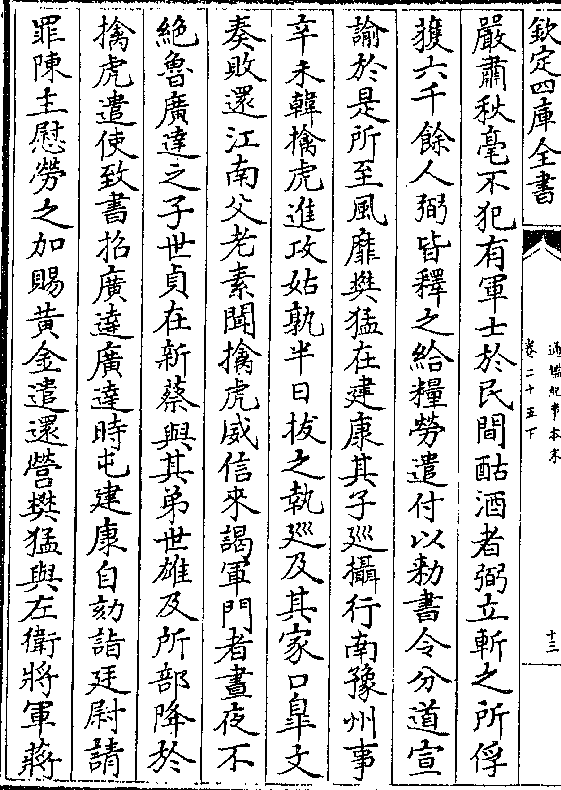 欽定四庫全書
通鑑紀事本末
卷二十五下
十三
嚴肅秋毫不犯有軍士於民間酤酒者弼立斬之所俘
獲六千餘人弼皆釋之給糧勞遣付以勅書令分道宣
諭於是所至風靡樊猛在建康其子巡攝行南豫州事
辛未韓擒虎進攻姑孰半日拔之執巡及其家口臯文
奏敗還江南父老素聞擒虎威信來謁軍門者晝夜不
絕魯廣達之子世貞在新蔡與其弟世雄及所部降於
擒虎遣使致書招廣達廣達時屯建康自劾詣廷尉請
罪陳主慰勞之加賜黃金遣還營樊猛與左衛將軍蔣